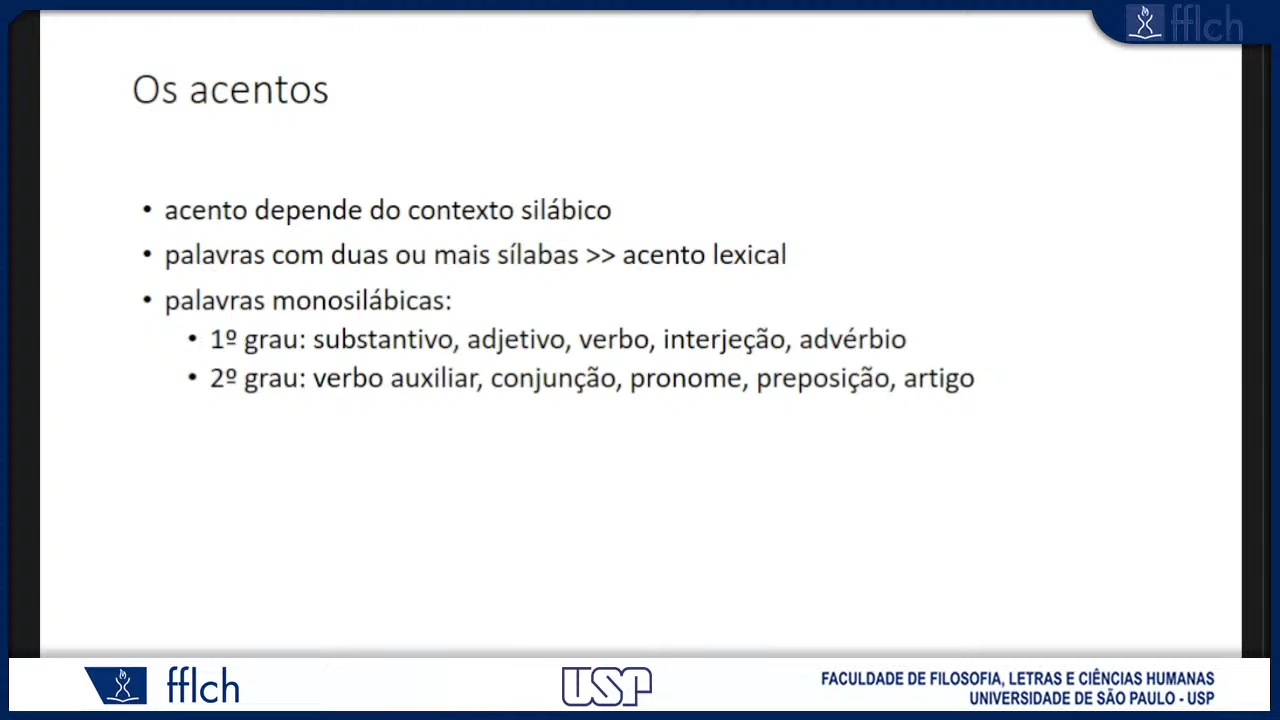 fflch
Os acentos
• acento depende do contexto silábico
• palavras com duas ou mais sílabas >> acento lexical
• palavras monosilábicas:
• 1º grau: substantivo, adjetivo, verbo, interjeição, advérbio
• 2º grau: verbo auxiliar, conjunção, pronome, preposição, artigo
fflch
USP
FACULDADE DE FILOSOFIA, LETRAS E CIÊNCIAS HUMANAS
UNIVERSIDADE DE SÃO PAULO - USP